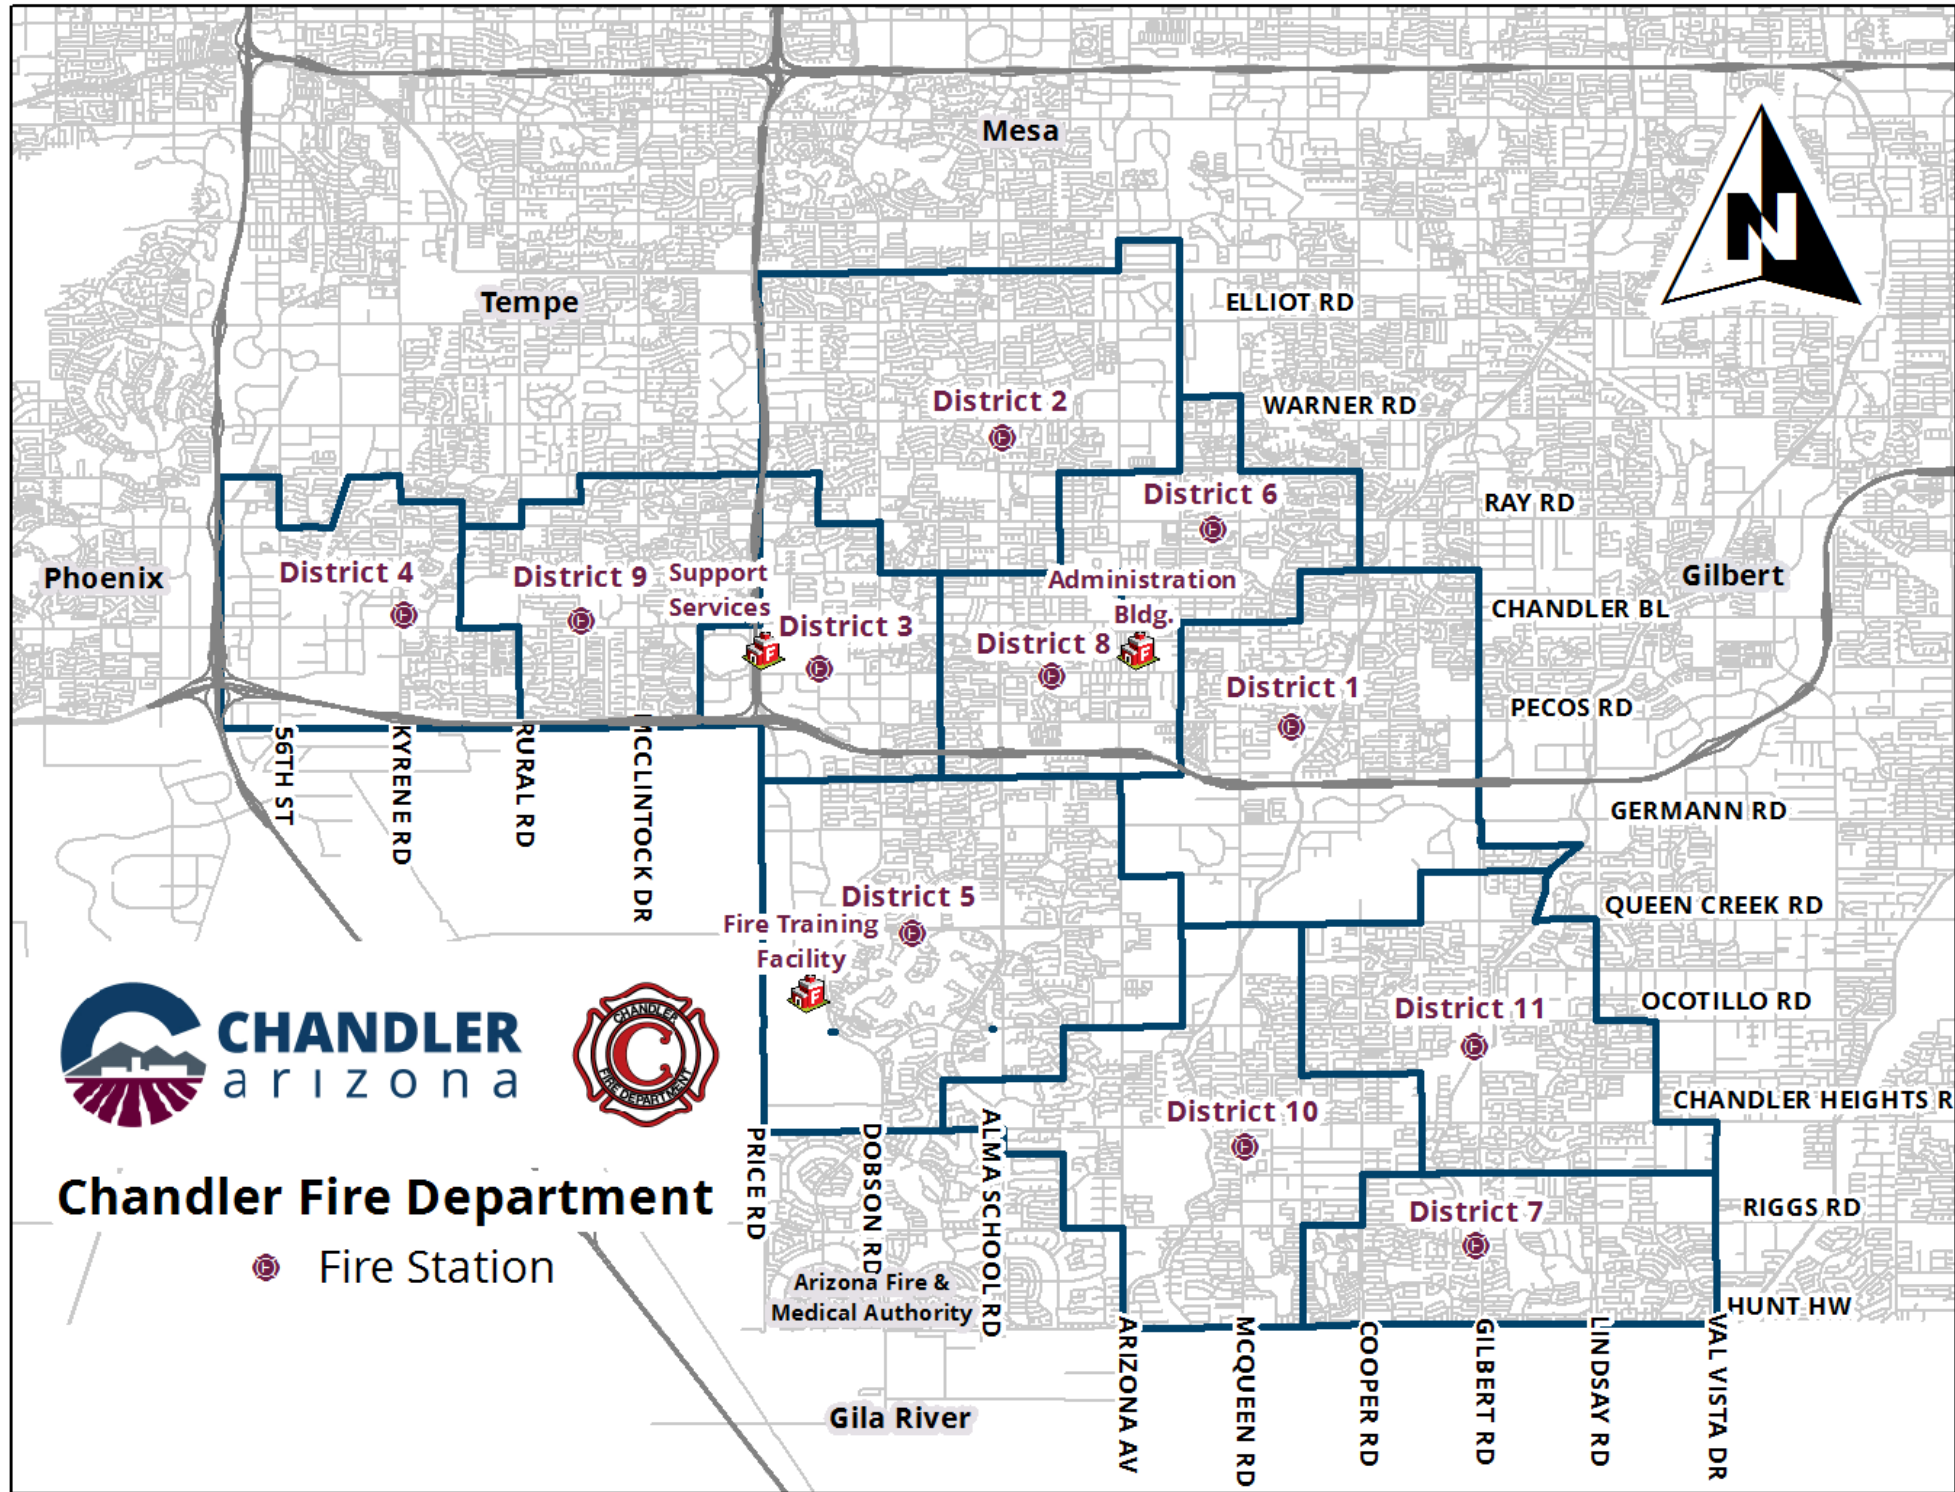 Mesa
Tempe
ELLIOT RD
District 2
WARNER RD
District 6
RAY RD
Phoenix
District 4
District 9
Support
Services
Administration
Bldg.
Gilbert
CHANDLER BL
District 3
District 8
District 1
PECOS RD
56TH ST
KYRENE RD
RURAL RD
MCCLINTOCK DR
GERMANN RD
District 5
Fire Training
Facility
QUEEN CREEK RD
OCOTILLO RD
District 11
CHANDLER
arizona
CHANDLER
C
FIRE DEPARTMENT
CHANDLER HEIGHTS R
District 10
PRICE RD
DOBSON RD
ALMA SCHOOL RD
Chandler Fire Department
Fire Station
District 7
RIGGS RD
Arizona Fire &
Medical Authority
HUNT HW
ARIZONA AV
MCQUEEN RD
COOPER RD
GILBERT RD
LINDSAY RD
VAL VISTA DR
Gila River
N